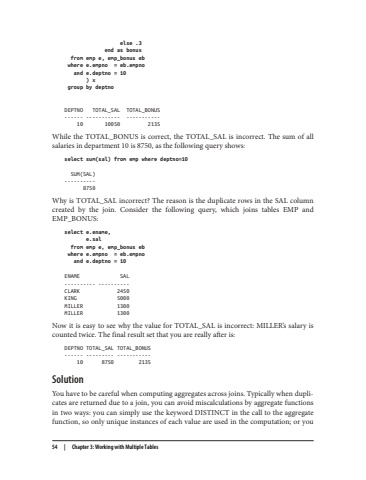 else .3
end as bonus
from emp e, emp_bonus eb
where e.empno = eb.empno
and e.deptno = 10
) x
group by deptno
DEPTNO TOTAL_SAL TOTAL_BONUS
------ ----------- -----------
10 10050 2135
While the TOTAL_BONUS is correct, the TOTAL_SAL is incorrect. The sum of all
salaries in department 10 is 8750, as the following query shows:
select sum(sal) from emp where deptno=10
SUM(SAL)
----------
8750
Why is TOTAL_SAL incorrect? The reason is the duplicate rows in the SAL column
created by the join. Consider the following query, which joins tables EMP and
EMP_BONUS:
select e.ename,
e.sal
from emp e, emp_bonus eb
where e.empno = eb.empno
and e.deptno = 10
ENAME SAL
---------- ----------
CLARK 2450
KING 5000
MILLER 1300
MILLER 1300
Now it is easy to see why the value for TOTAL_SAL is incorrect: MILLER's salary is
counted twice. The final result set that you are really after is:
DEPTNO TOTAL_SAL TOTAL_BONUS
------ --------- -----------
10 8750 2135
Solution
You have to be careful when computing aggregates across joins. Typically when dupli-
cates are returned due to a join, you can avoid miscalculations by aggregate functions
in two ways: you can simply use the keyword DISTINCT in the call to the aggregate
function, so only unique instances of each value are used in the computation; or you
54 | Chapter 3: Working with Multiple Tables